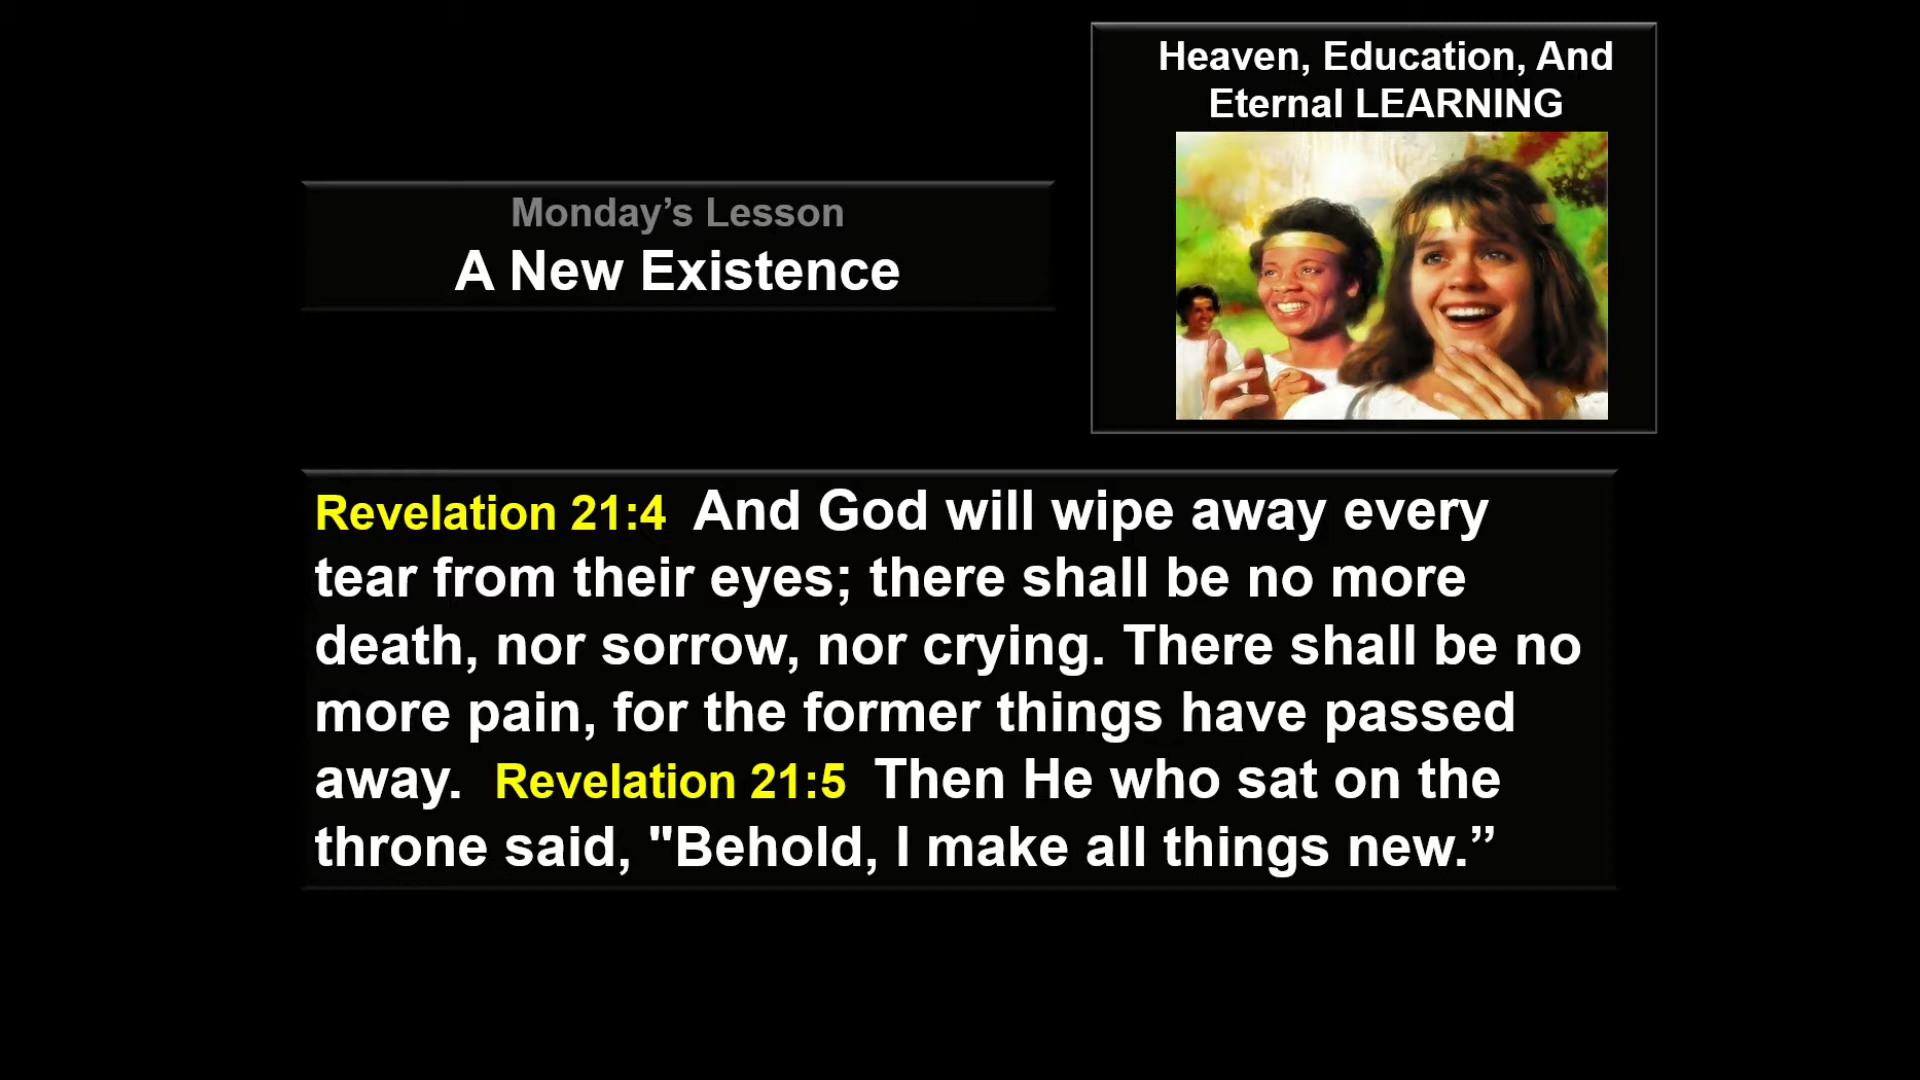 Heaven, Education, And
Eternal LEARNING
Monday’s Lesson
A New Existence
Revelation 21:4 And God will wipe away every
tear from their eyes; there shall be no more
death, nor sorrow, nor crying. There shall be no
more pain, for the former things have passed
away. Revelation 21:5 Then He who sat on the
throne said, "Behold, I make all things new.”